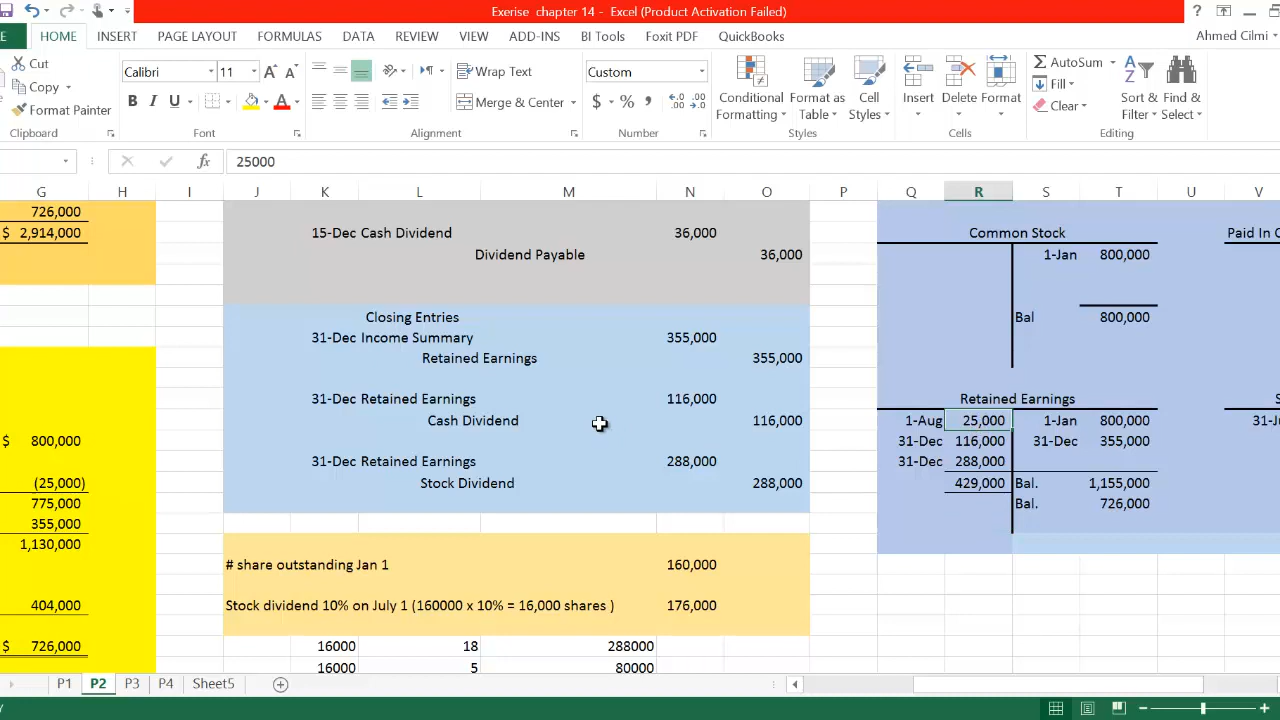 Exerise chapter 14 - Excel (Product Activation Failed)
HOME INSERT PAGE LAYOUT FORMULAS DATA REVIEW VIEW ADD-INS BI Tools Foxit PDF QuickBooks Ahmed Cilmi
Cut
Copy
Format Painter
Clipboard
Calibri 11
B I U
Font
Wrap Text
Merge & Center
Alignment
Custom
$ % ,
Number
Conditional Formatting
Format as Table
Cell Styles
Styles
Insert Delete Format
Cells
AutoSum
Fill
Clear
Sort & Filter
Find & Select
Editing
fx 25000
G H I J K L M N O P Q R S T U V
726,000
$ 2,914,000
$ 800,000
(25,000)
775,000
355,000
1,130,000
404,000
$ 726,000
15-Dec Cash Dividend 36,000
Dividend Payable 36,000
Closing Entries
31-Dec Income Summary 355,000
Retained Earnings 355,000
31-Dec Retained Earnings 116,000
Cash Dividend 116,000
31-Dec Retained Earnings 288,000
Stock Dividend 288,000
# share outstanding Jan 1 160,000
Stock dividend 10% on July 1 (160000 x 10% = 16,000 shares ) 176,000
16000 18 288000
16000 5 80000
Common Stock
1-Jan 800,000
Bal 800,000
Retained Earnings
1-Aug 25,000 1-Jan 800,000
31-Dec 116,000 31-Dec 355,000
31-Dec 288,000
429,000 Bal. 1,155,000
Bal. 726,000
Paid In
P1 P2 P3 P4 Sheet5